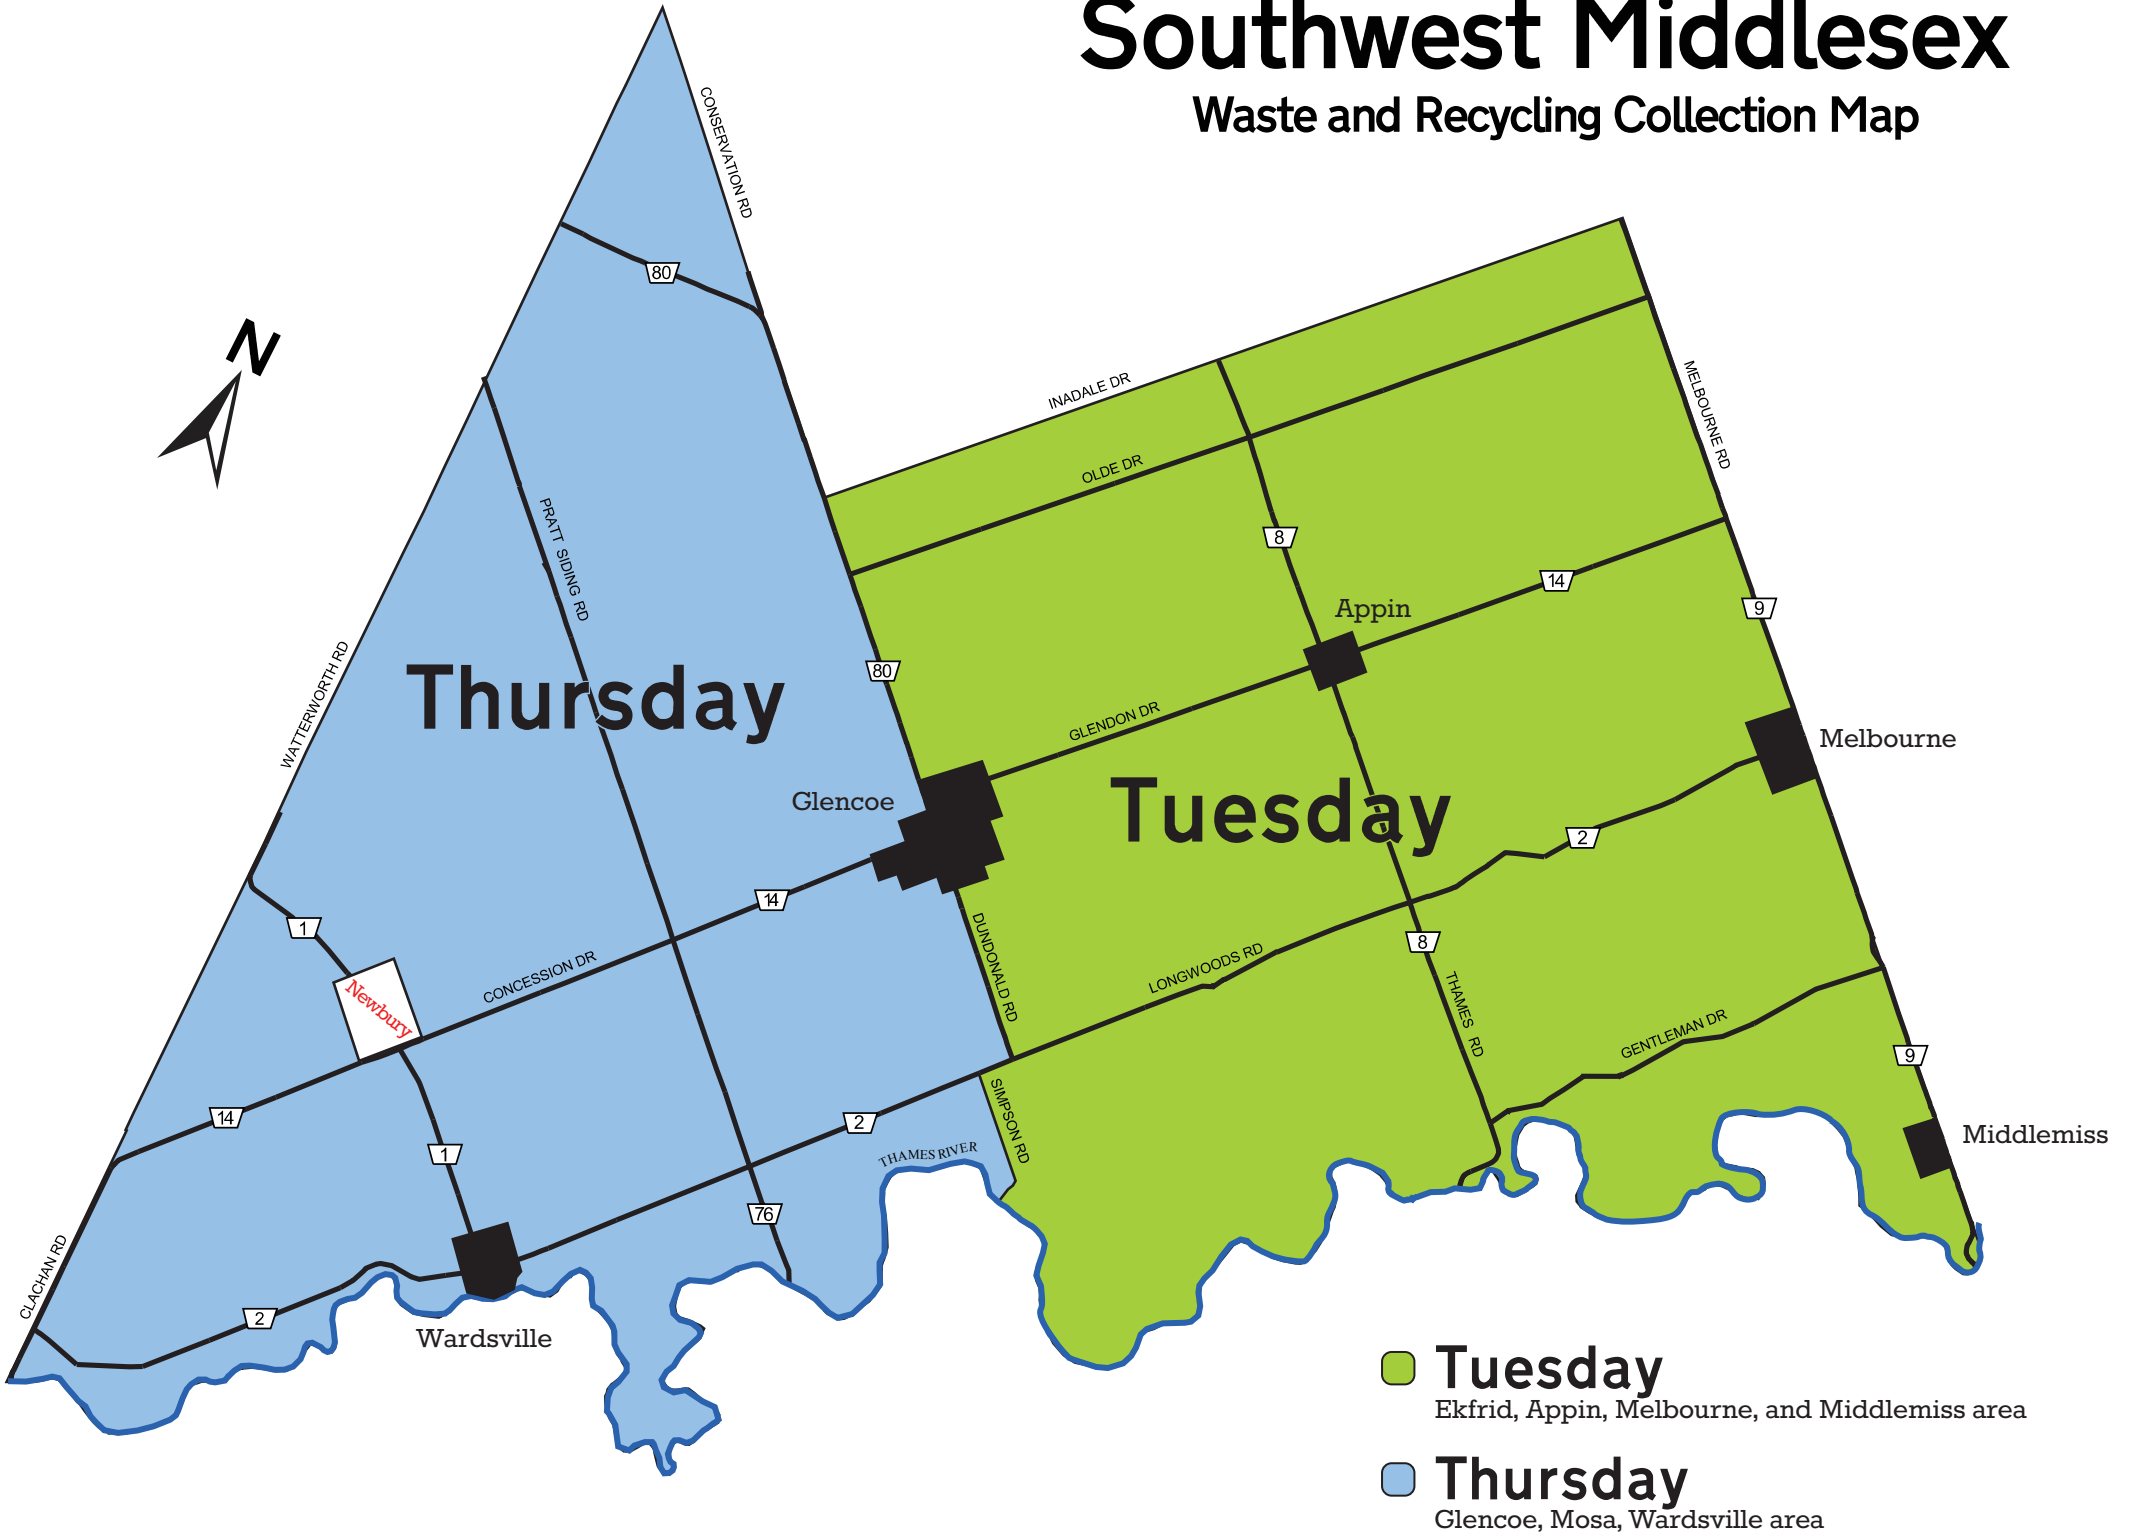 Southwest Middlesex
Waste and Recycling Collection Map
CONSERVATION RD
80
N
INADALE DR
MELBOURNE RD
OLDE DR
PRATT SIDING RD
8
14
9
Appin
WATTERWORTH RD
Thursday
80
GLENDON DR
Melbourne
Glencoe
Tuesday
2
14
1
DUNDONALD RD
8
CONCESSION DR
LONGWOODS RD
Newbury
THAMES RD
GENTLEMAN DR
9
14
2
SIMPSON RD
Middlemiss
1
THAMES RIVER
76
CLACHAN RD
2
Wardsville
Tuesday
Ekfrid, Appin, Melbourne, and Middlemiss area
Thursday
Glencoe, Mosa, Wardsville area